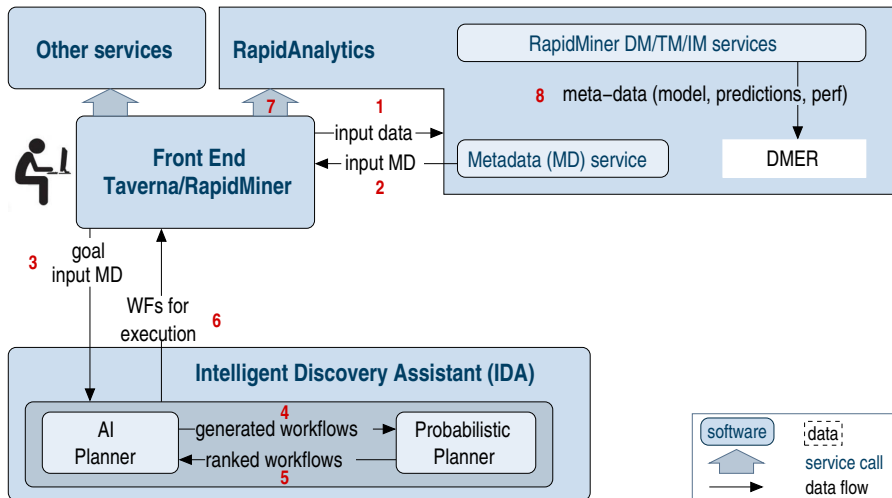 Other services
RapidAnalytics
RapidMiner DM/TM/IM services
8 meta-data (model, predictions, perf)
DMER
Metadata (MD) service
7
1
input data
input MD
2
Front End
Taverna/RapidMiner
3
goal
input MD
WFs for
execution
6
Intelligent Discovery Assistant (IDA)
4
AI
Planner
generated workflows
ranked workflows
5
Probabilistic
Planner
software
data
service call
data flow